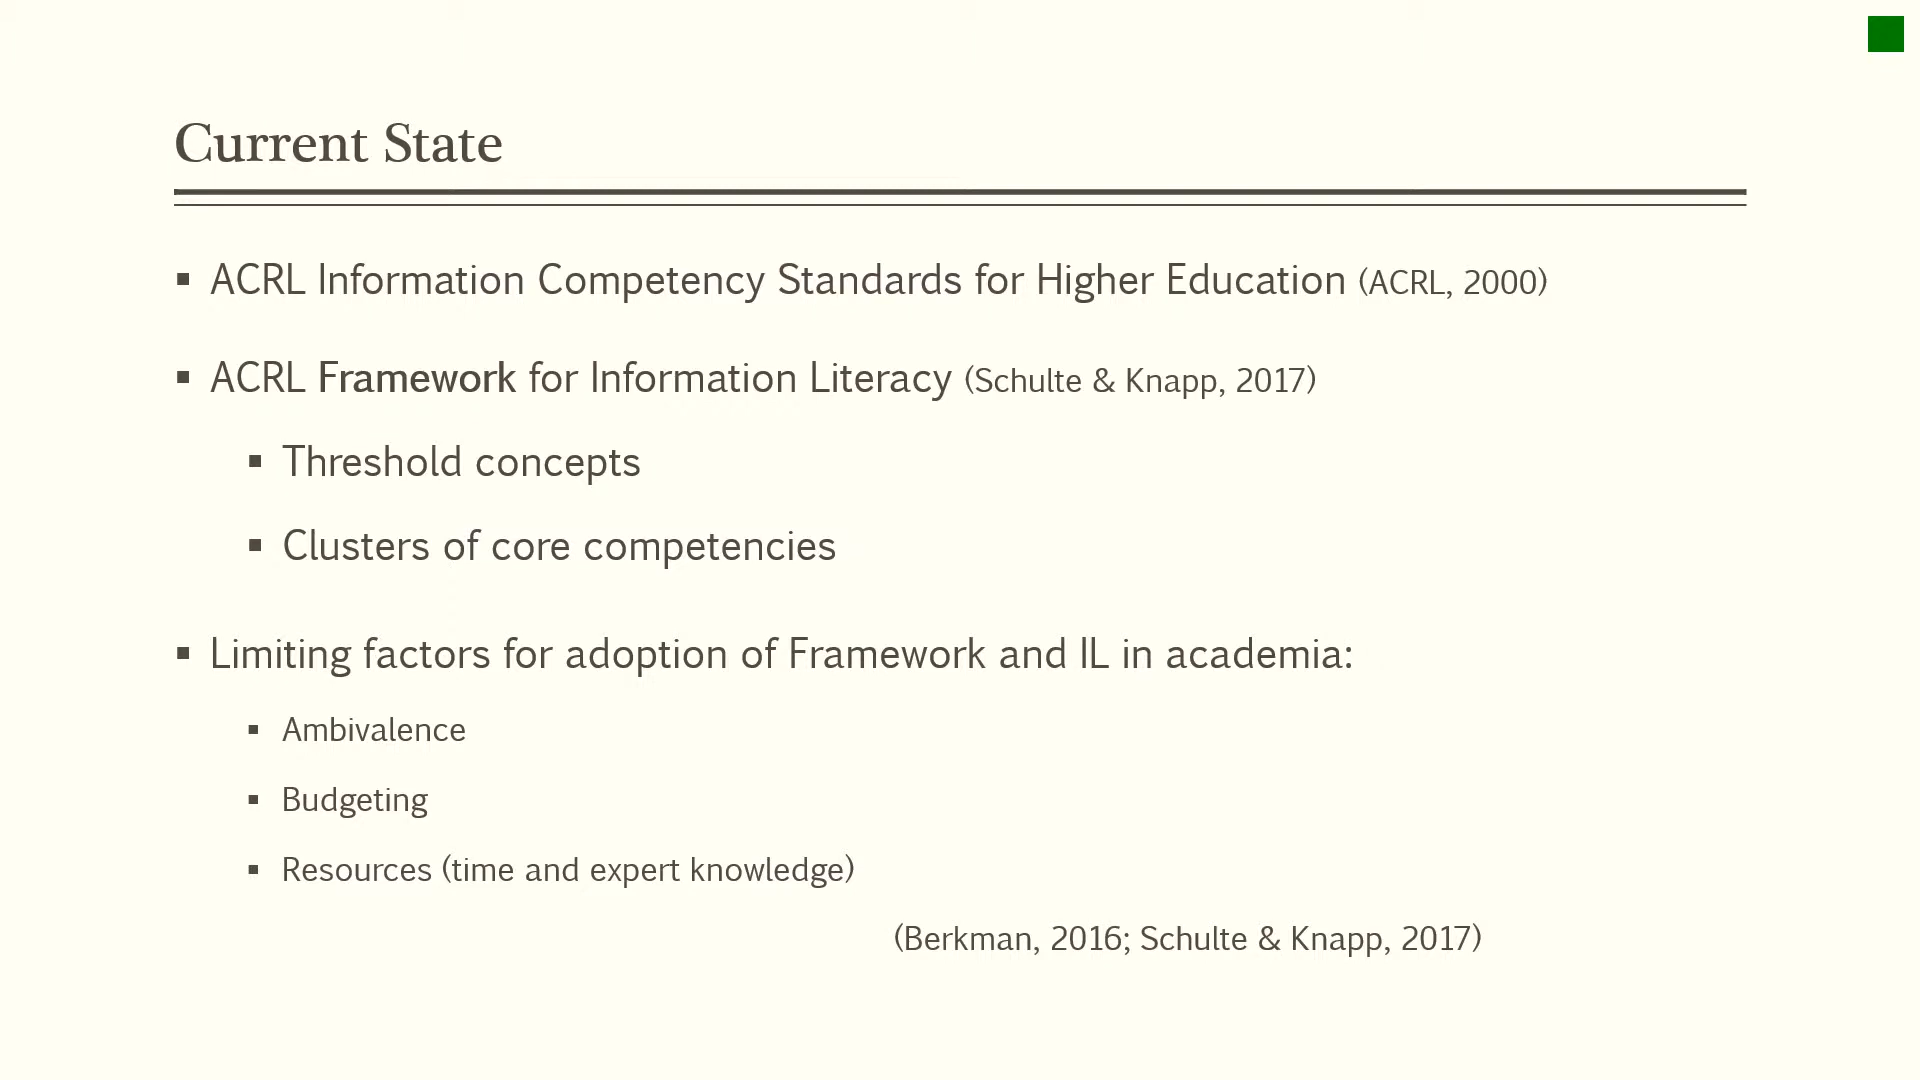 Current State
▪ ACRL Information Competency Standards for Higher Education (ACRL, 2000)
▪ ACRL Framework for Information Literacy (Schulte & Knapp, 2017)
▪ Threshold concepts
▪ Clusters of core competencies
▪ Limiting factors for adoption of Framework and IL in academia:
▪ Ambivalence
▪ Budgeting
▪ Resources (time and expert knowledge)
(Berkman, 2016; Schulte & Knapp, 2017)